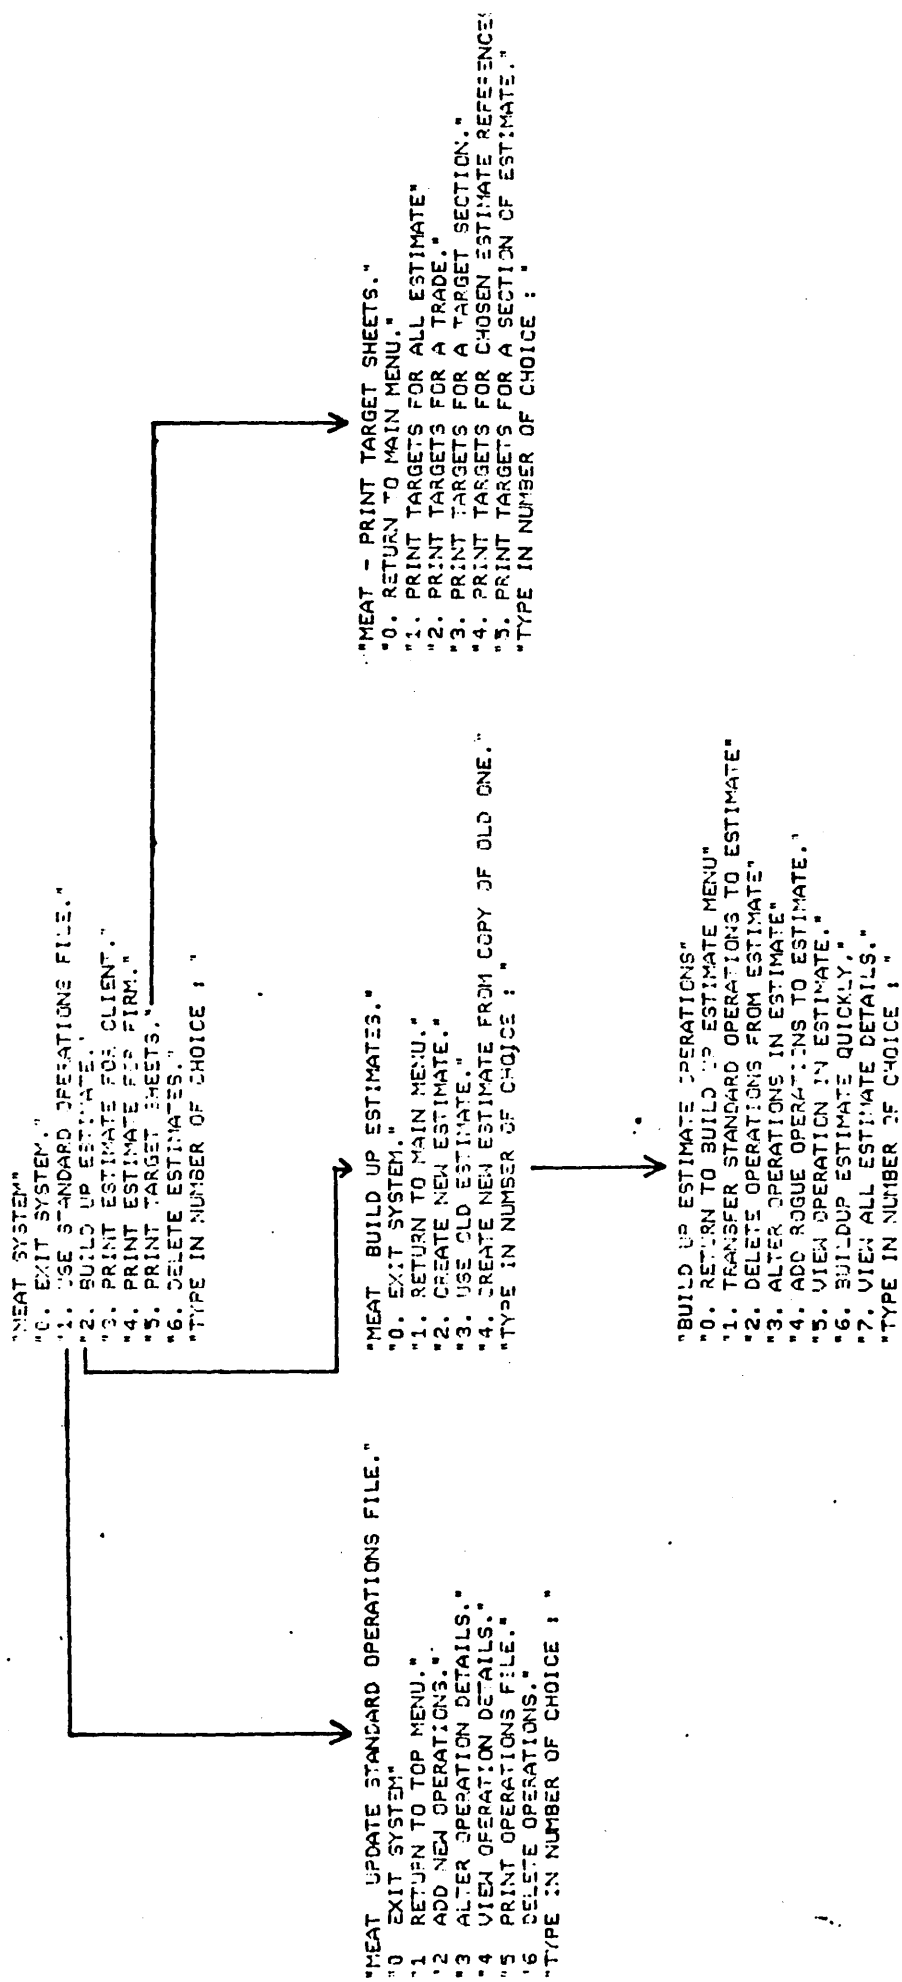 "MEAT SYSTEM"
"0. EXIT SYSTEM."
"1. USE STANDARD OPERATIONS FILE."
"2. BUILD UP ESTIMATE.'
"3. PRINT ESTIMATE FOR CLIENT."
"4. PRINT ESTIMATE FOR FIRM."
"5. PRINT TARGET SHEETS."
"6. DELETE ESTIMATES."
"TYPE IN NUMBER OF CHOICE : "
"MEAT UPDATE STANDARD OPERATIONS FILE."
"0 EXIT SYSTEM"
"1 RETURN TO TOP MENU."
"2 ADD NEW OPERATIONS."
"3 ALTER OPERATION DETAILS."
"4 VIEW OPERATION DETAILS."
"5 PRINT OPERATIONS FILE."
'6 DELETE OPERATIONS."
"TYPE IN NUMBER OF CHOICE : "
"MEAT BUILD UP ESTIMATES."
"0. EXIT SYSTEM."
"1. RETURN TO MAIN MENU."
"2. CREATE NEW ESTIMATE."
"3. USE OLD ESTIMATE."
"4. CREATE NEW ESTIMATE FROM COPY OF OLD ONE."
"TYPE IN NUMBER OF CHOICE : "
"MEAT - PRINT TARGET SHEETS."
"0. RETURN TO MAIN MENU."
"1. PRINT TARGETS FOR ALL ESTIMATE"
"2. PRINT TARGETS FOR A TRADE."
"3. PRINT TARGETS FOR A TARGET SECTION."
"4. PRINT TARGETS FOR CHOSEN ESTIMATE REFERENCES
"5. PRINT TARGETS FOR A SECTION OF ESTIMATE."
"TYPE IN NUMBER OF CHOICE : "
"BUILD UP ESTIMATE OPERATIONS"
"0. RETURN TO BUILD UP ESTIMATE MENU"
'1. TRANSFER STANDARD OPERATIONS TO ESTIMATE"
"2. DELETE OPERATIONS FROM ESTIMATE"
"3. ALTER OPERATIONS IN ESTIMATE"
"4. ADD ROGUE OPERATIONS TO ESTIMATE.'
"5. VIEW OPERATION IN ESTIMATE."
"6. BUILDUP ESTIMATE QUICKLY."
"7. VIEW ALL ESTIMATE DETAILS."
"TYPE IN NUMBER OF CHOICE : "